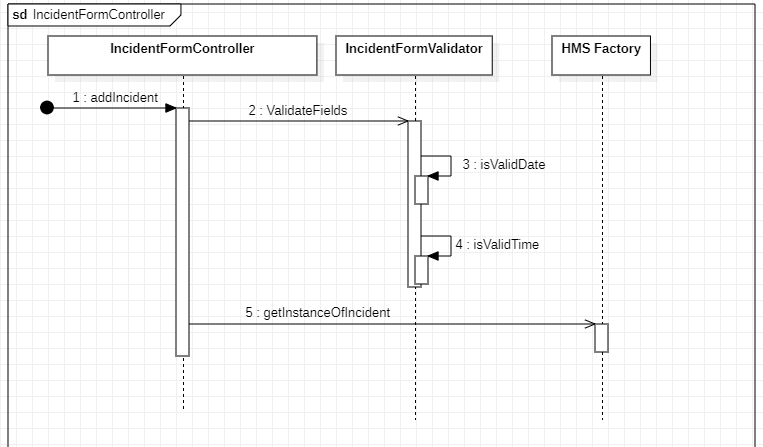 sd IncidentFormController
IncidentFormController
IncidentFormValidator
HMS Factory
1 : addIncident
2 : ValidateFields
3 : isValidDate
4 : isValidTime
5 : getInstanceOfIncident